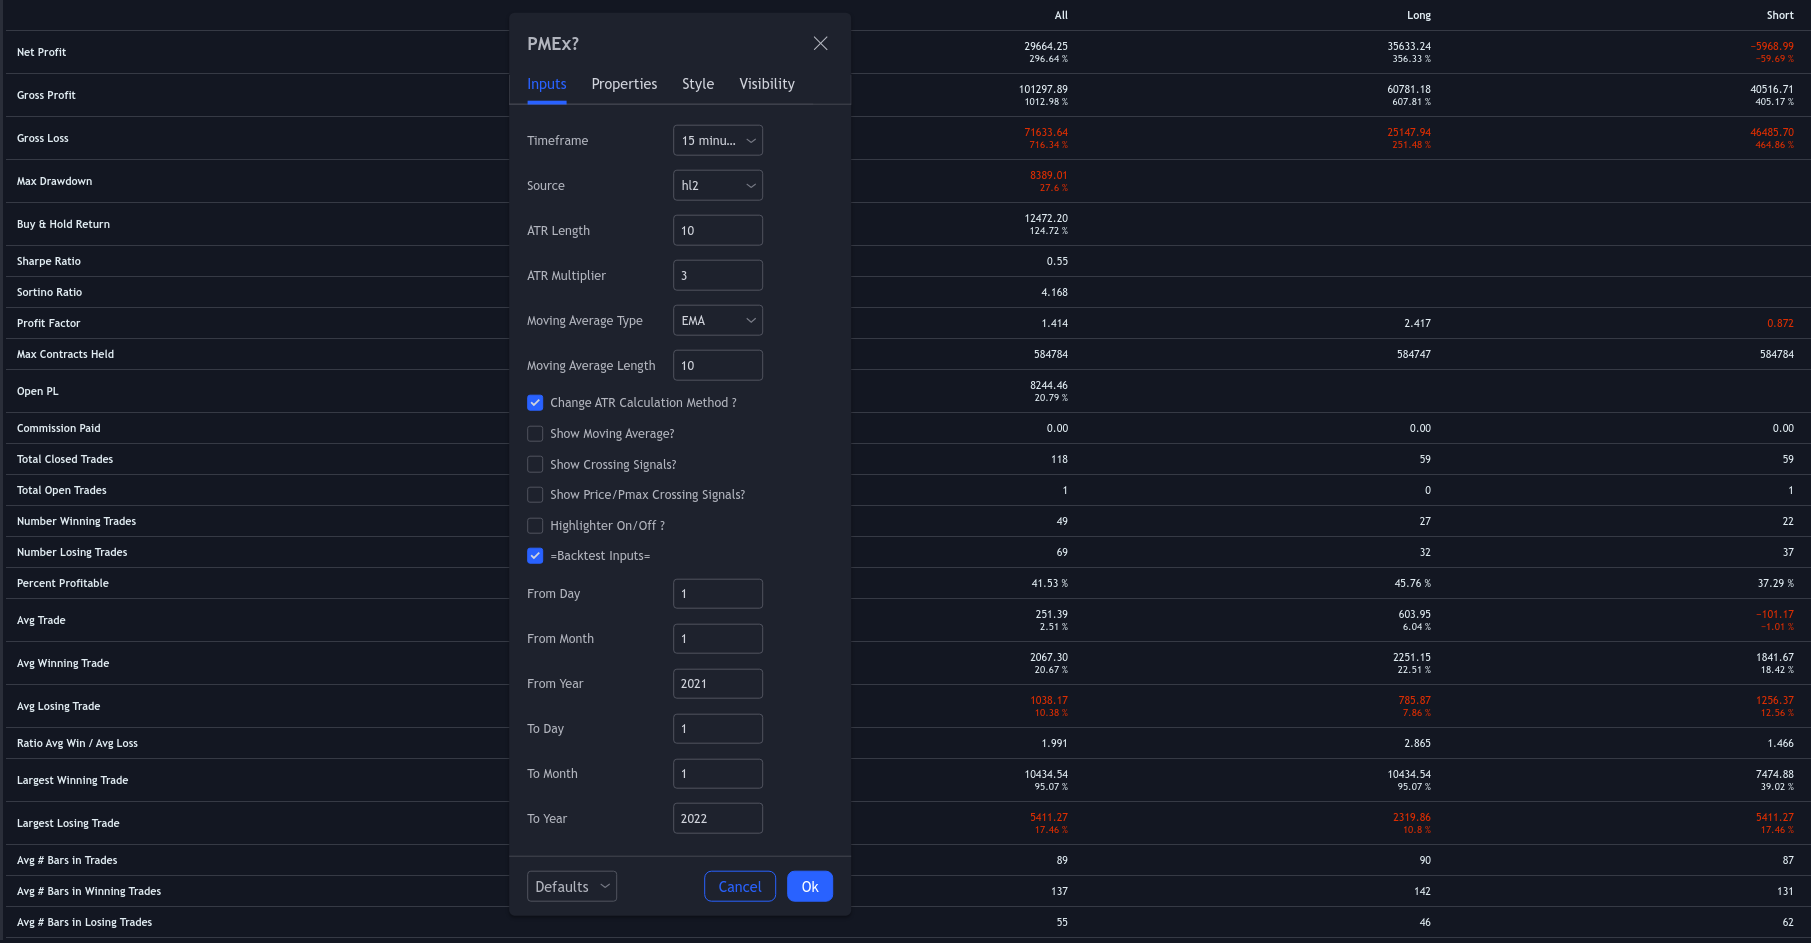 All Long Short
Net Profit 29664.25 35633.24 −5968.99
296.64 % 356.33 % −59.69 %
Gross Profit 101297.89 60781.18 40516.71
1012.98 % 607.81 % 405.17 %
Gross Loss 71633.64 25147.94 46485.70
716.34 % 251.48 % 464.86 %
Max Drawdown 8389.01
27.6 %
Buy & Hold Return 12472.20
124.72 %
Sharpe Ratio 0.55
Sortino Ratio 4.168
Profit Factor 1.414 2.417 0.872
Max Contracts Held 584784 584747 584784
Open PL 8244.46
20.79 %
Commission Paid 0.00 0.00 0.00
Total Closed Trades 118 59 59
Total Open Trades 1 0 1
Number Winning Trades 49 27 22
Number Losing Trades 69 32 37
Percent Profitable 41.53 % 45.76 % 37.29 %
Avg Trade 251.39 603.95 −101.17
2.51 % 6.04 % −1.01 %
Avg Winning Trade 2067.30 2251.15 1841.67
20.67 % 22.51 % 18.42 %
Avg Losing Trade 1038.17 785.87 1256.37
10.38 % 7.86 % 12.56 %
Ratio Avg Win / Avg Loss 1.991 2.865 1.466
Largest Winning Trade 10434.54 10434.54 7474.88
95.07 % 95.07 % 39.02 %
Largest Losing Trade 5411.27 2319.86 5411.27
17.46 % 10.8 % 17.46 %
Avg # Bars in Trades 89 90 87
Avg # Bars in Winning Trades 137 142 131
Avg # Bars in Losing Trades 55 46 62
PMEx?
Inputs Properties Style Visibility
Timeframe 15 minu...
Source hl2
ATR Length 10
ATR Multiplier 3
Moving Average Type EMA
Moving Average Length 10
Change ATR Calculation Method ?
Show Moving Average?
Show Crossing Signals?
Show Price/Pmax Crossing Signals?
Highlighter On/Off ?
=Backtest Inputs=
From Day 1
From Month 1
From Year 2021
To Day 1
To Month 1
To Year 2022
Defaults Cancel Ok